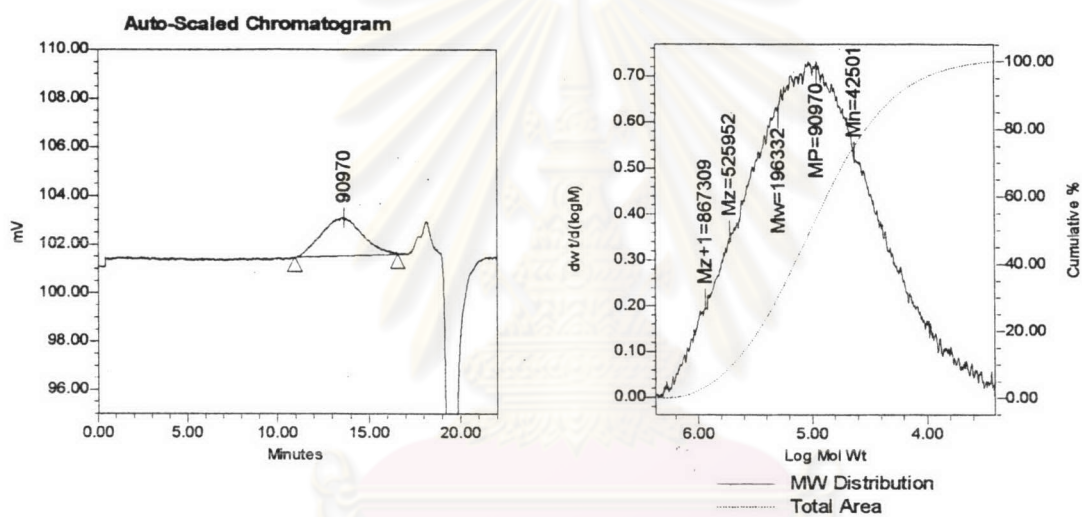 Auto-Scaled Chromatogram
110.00
108.00
106.00
104.00
102.00
100.00
98.00
96.00
mV
90970
0.00
5.00
10.00
15.00
20.00
Minutes
0.70
0.60
0.50
0.40
0.30
0.20
0.10
0.00
dwt/d(logM)
Mz+1=867309
Mz=525952
Mw=196332
MP=90970
Mn=42501
100.00
80.00
60.00
40.00
20.00
0.00
Cumulative %
6.00
5.00
4.00
Log Mol Wt
MW Distribution
Total Area